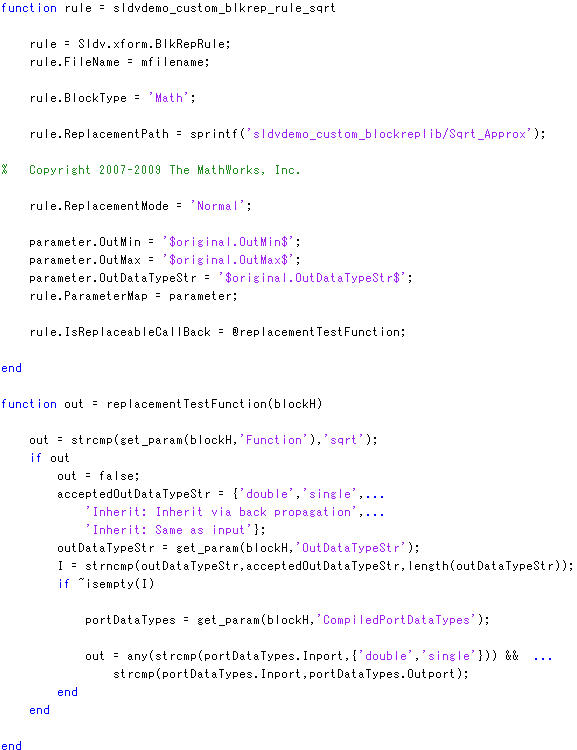 function rule = sldvdemo_custom_blkrep_rule_sqrt
rule = Sldv.xform.BlkRepRule;
rule.FileName = mfilename;
rule.BlockType = 'Math';
rule.ReplacementPath = sprintf('sldvdemo_custom_blockreplib/Sqrt_Approx');
%   Copyright 2007-2009 The MathWorks, Inc.
rule.ReplacementMode = 'Normal';
parameter.OutMin = '$original.OutMin$';
parameter.OutMax = '$original.OutMax$';
parameter.OutDataTypeStr = '$original.OutDataTypeStr$';
rule.ParameterMap = parameter;
rule.IsReplaceableCallBack = @replacementTestFunction;
end
function out = replacementTestFunction(blockH)
out = strcmp(get_param(blockH,'Function'),'sqrt');
if out
out = false;
acceptedOutDataTypeStr = {'double','single',...
'Inherit: Inherit via back propagation',...
'Inherit: Same as input'};
outDataTypeStr = get_param(blockH,'OutDataTypeStr');
I = strncmp(outDataTypeStr,acceptedOutDataTypeStr,length(outDataTypeStr));
if ~isempty(I)
portDataTypes = get_param(blockH,'CompiledPortDataTypes');
out = any(strcmp(portDataTypes.Inport,{'double','single'})) &&  ...
strcmp(portDataTypes.Inport,portDataTypes.Outport);
end
end
end